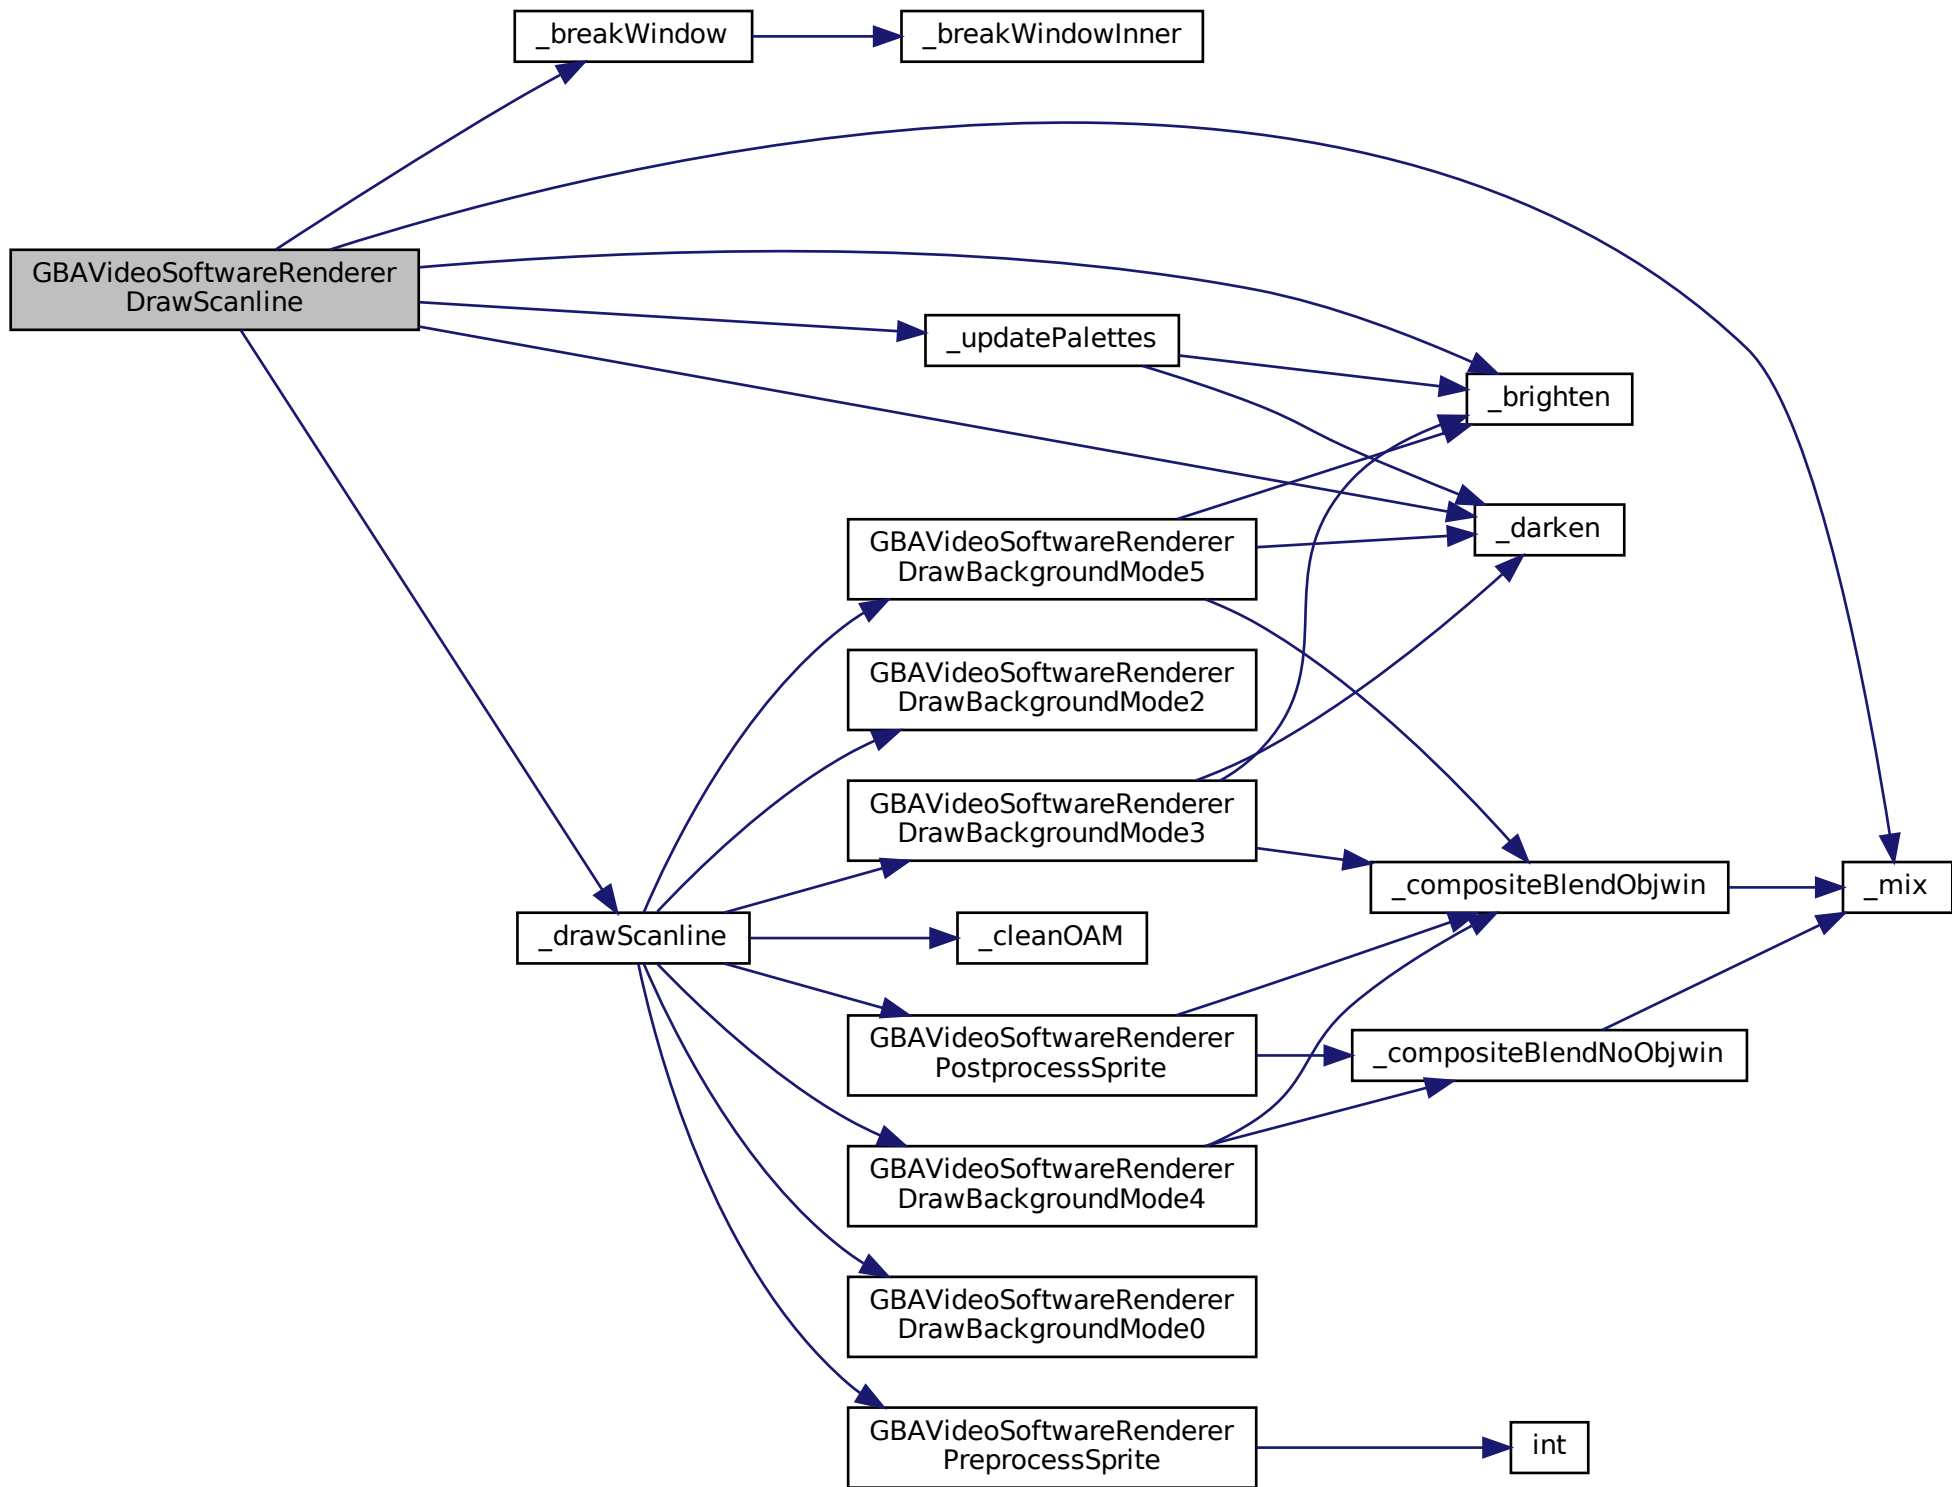 _breakWindow
_breakWindowInner
GBAVideoSoftwareRenderer
DrawScanline
_updatePalettes
_brighten
_darken
GBAVideoSoftwareRenderer
DrawBackgroundMode5
GBAVideoSoftwareRenderer
DrawBackgroundMode2
GBAVideoSoftwareRenderer
DrawBackgroundMode3
_compositeBlendObjwin
_mix
_drawScanline
_cleanOAM
GBAVideoSoftwareRenderer
PostprocessSprite
_compositeBlendNoObjwin
GBAVideoSoftwareRenderer
DrawBackgroundMode4
GBAVideoSoftwareRenderer
DrawBackgroundMode0
GBAVideoSoftwareRenderer
PreprocessSprite
int